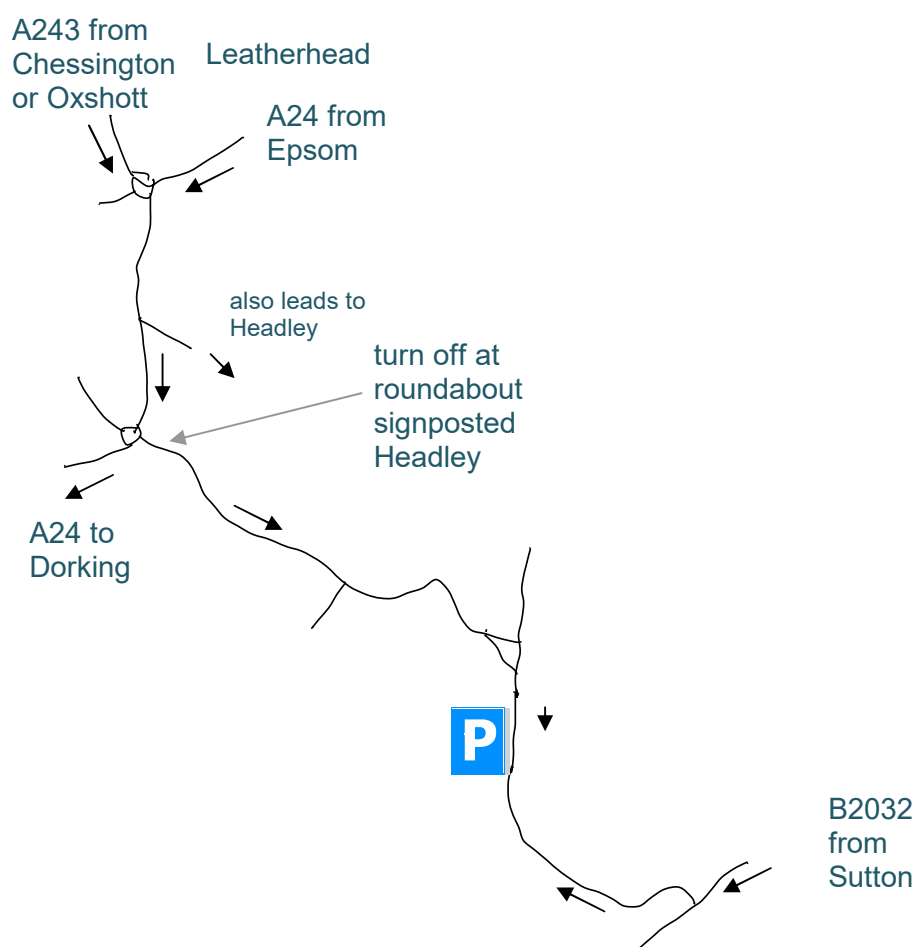 A243 from
Chessington
or Oxshott
Leatherhead
A24 from
Epsom
also leads to
Headley
turn off at
roundabout
signposted
Headley
A24 to
Dorking
P
B2032
from
Sutton